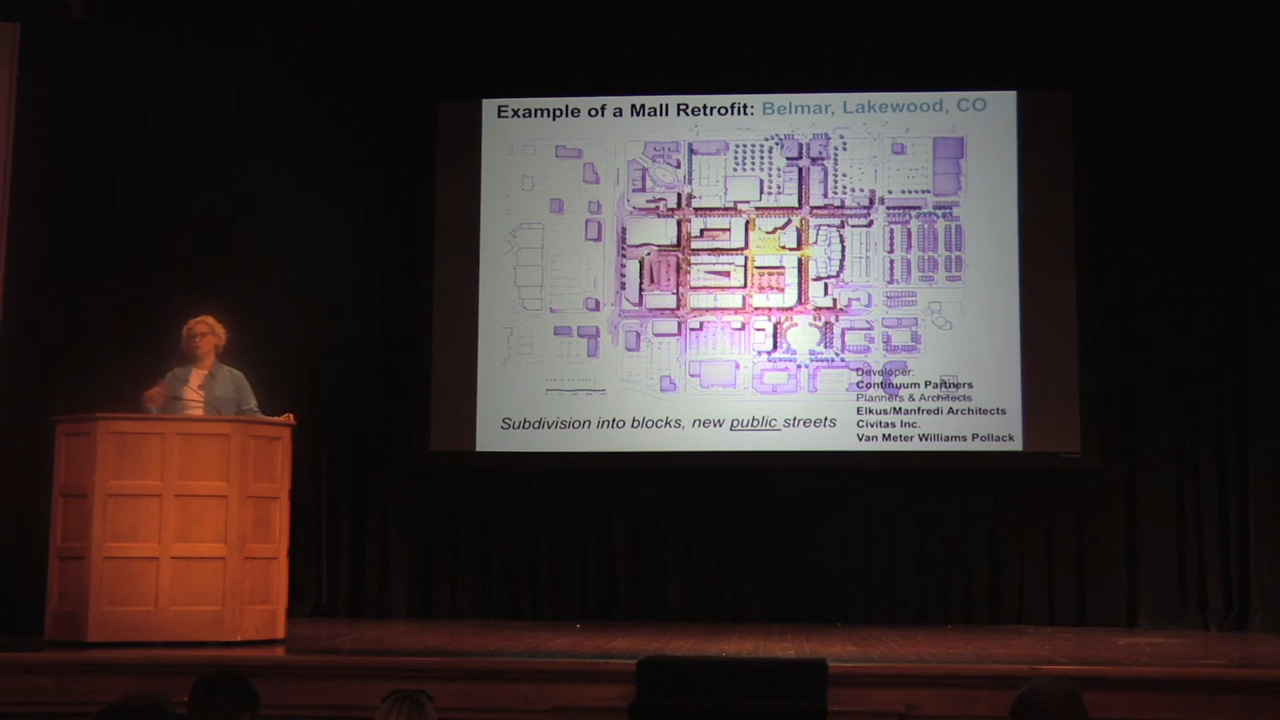 Example of a Mall Retrofit: Belmar, Lakewood, CO
Developer:
Continuum Partners
Planners & Architects
Elkus/Manfredi Architects
Civitas Inc.
Van Meter Williams Pollack
Subdivision into blocks, new public streets